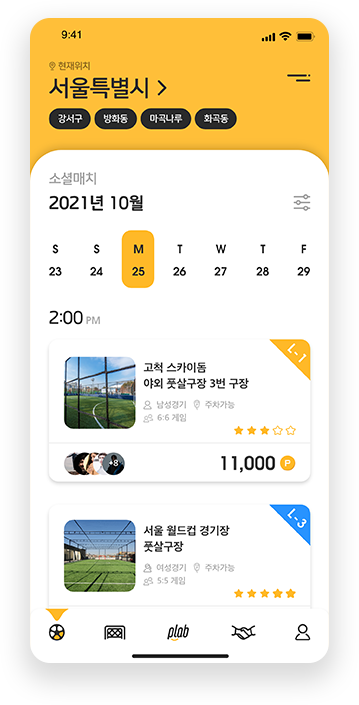 9:41
현재위치
서울특별시
강서구 방화동 마곡나루 화곡동
소셜매치
2021년 10월
S S M T W T F
23 24 25 26 27 28 29
2:00 PM
L-1
고척 스카이돔
야외 풋살구장 3번 구장
남성경기 주차가능
6:6 게임
+8
11,000 P
L-3
서울 월드컵 경기장
풋살구장
여성경기 주차가능
5:5 게임
plab